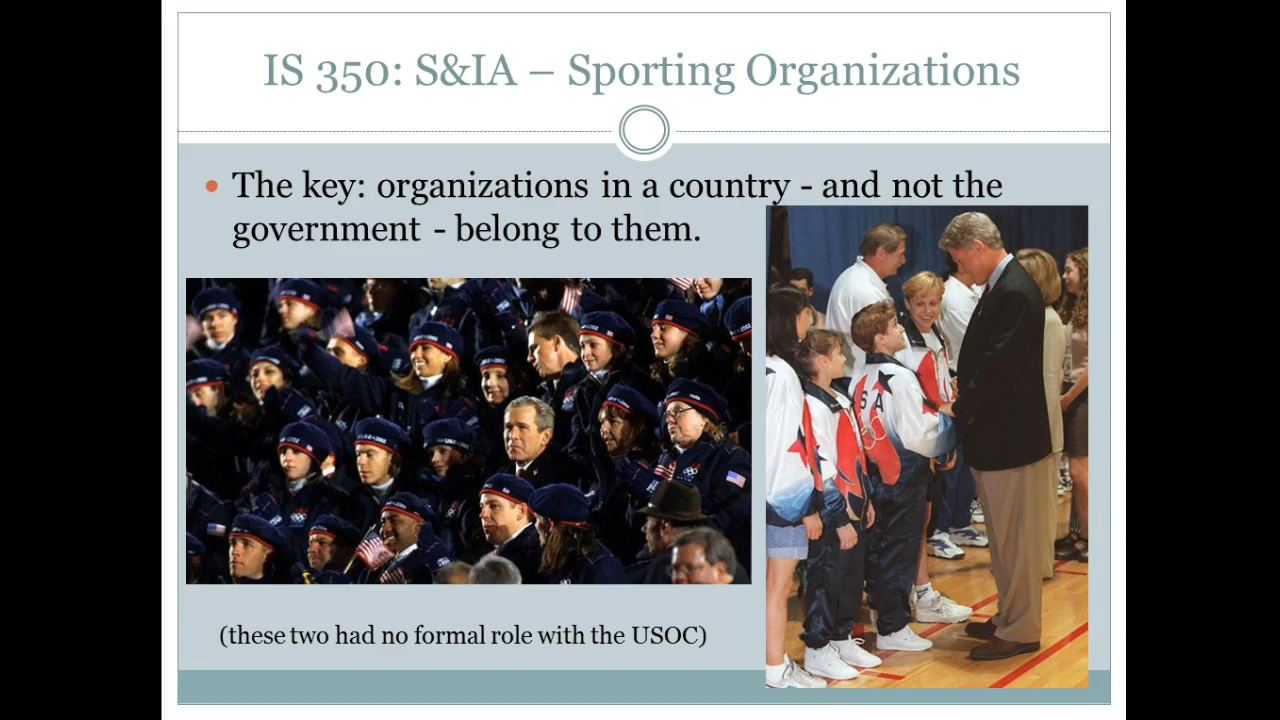 IS 350: S&IA – Sporting Organizations
The key: organizations in a country - and not the
government - belong to them.
(these two had no formal role with the USOC)